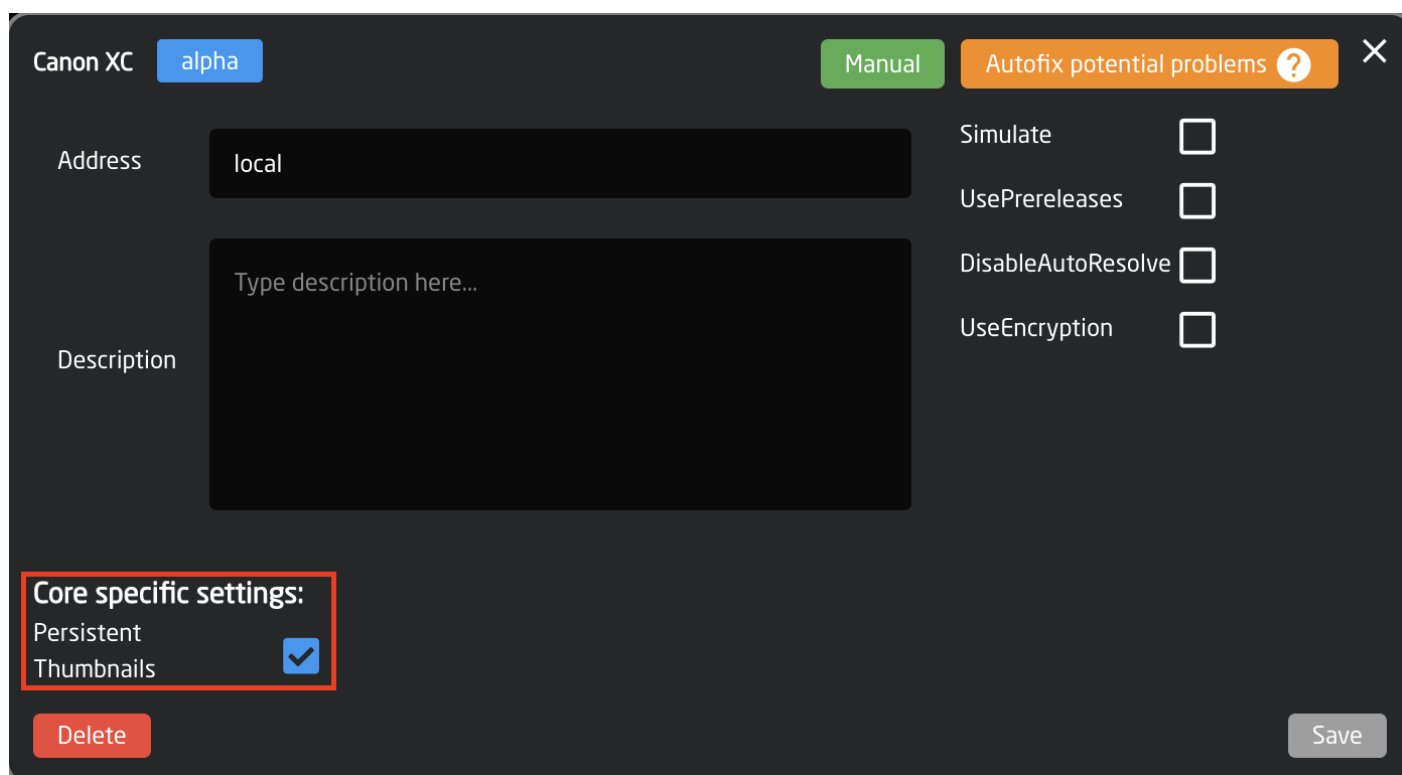 Canon XC alpha Manual Autofix potential problems ?
Address local
Simulate
UsePrereleases
DisableAutoResolve
UseEncryption
Description Type description here...
Core specific settings:
Persistent
Thumbnails
Delete Save